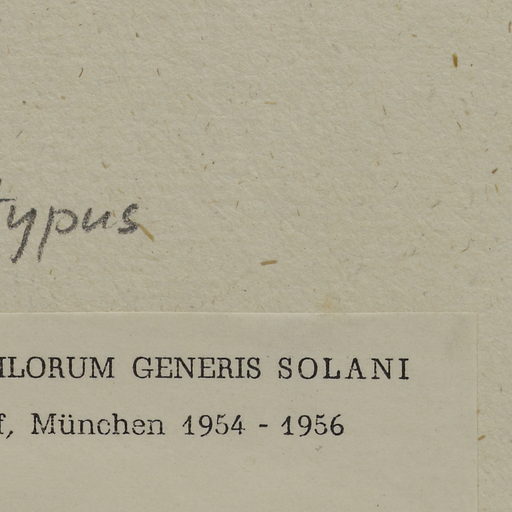 typus
ILORUM GENERIS SOLANI
f, München 1954 - 1956